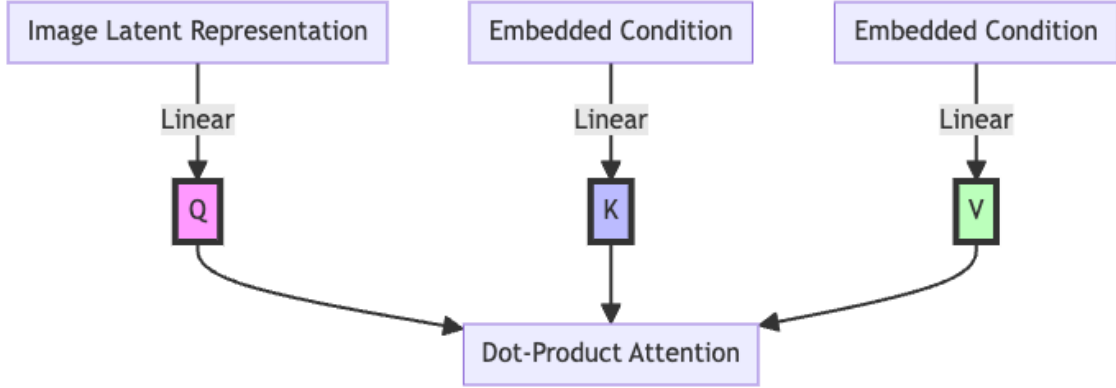 Image Latent Representation
Embedded Condition
Embedded Condition
Linear
Linear
Linear
Q
K
V
Dot-Product Attention